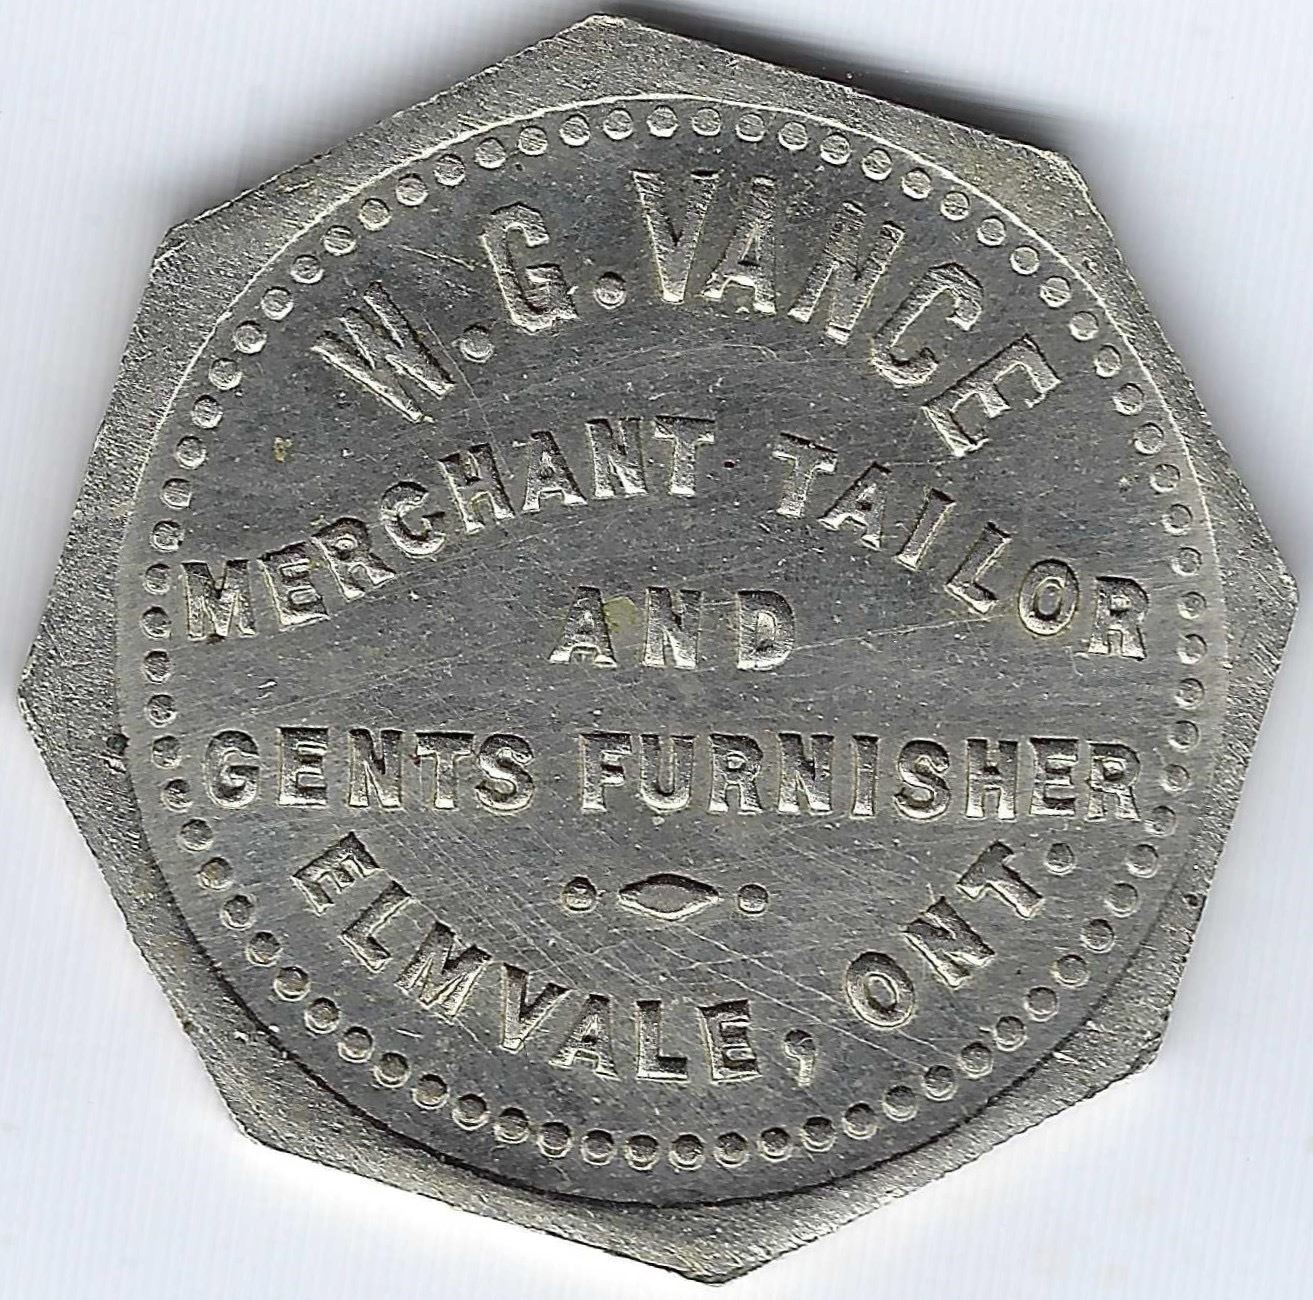 W. G. VANCE
MERCHANT TAILOR
AND
GENTS FURNISHER
ELMVALE, ONT.